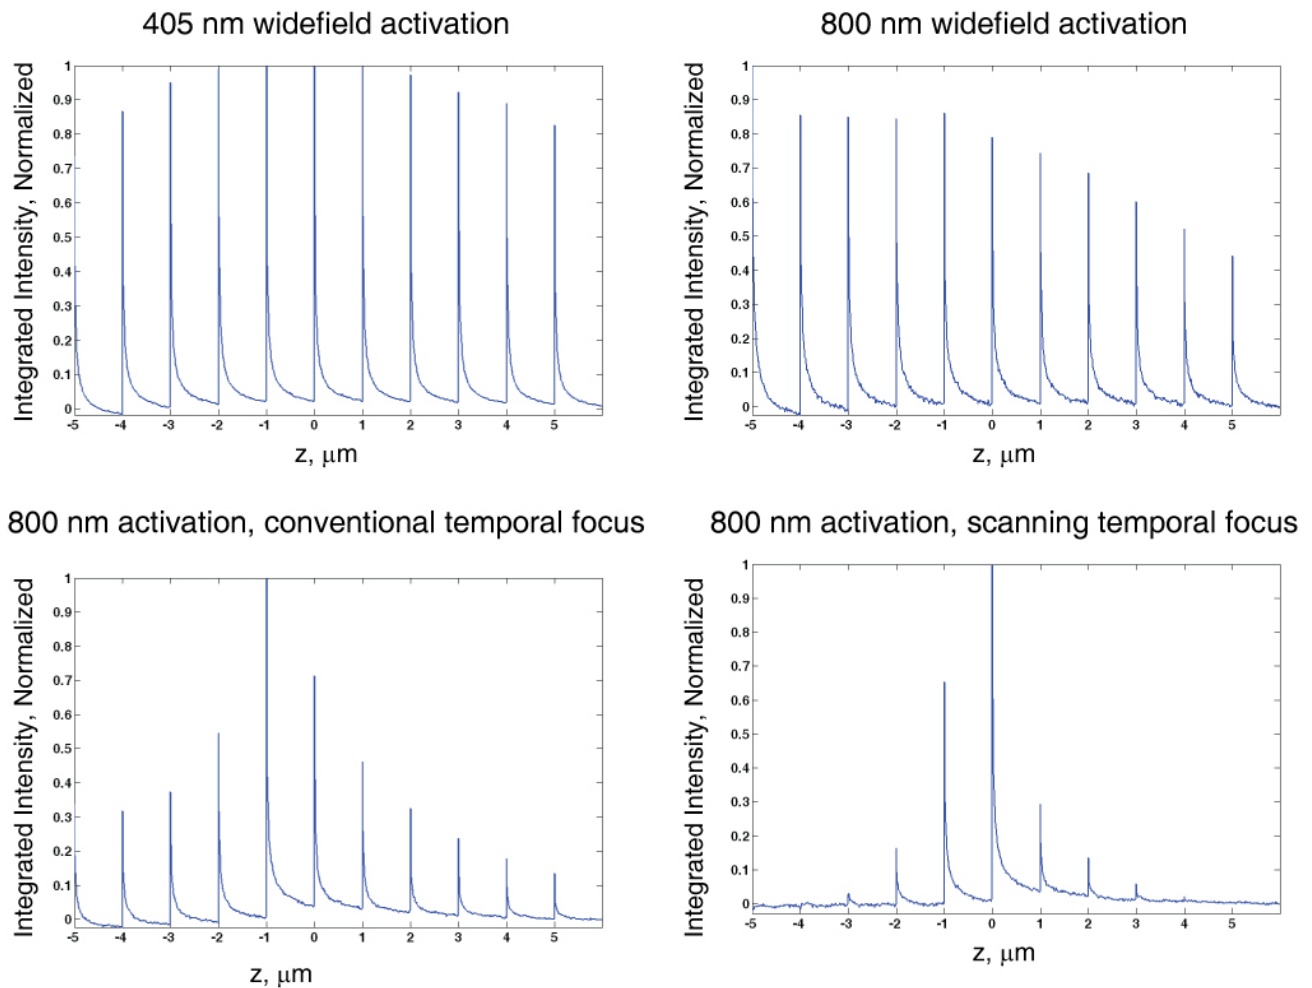 405 nm widefield activation
Integrated Intensity, Normalized
1
0.9
0.8
0.7
0.6
0.5
0.4
0.3
0.2
0.1
0
-5 -4 -3 -2 -1 0 1 2 3 4 5
z, μm
800 nm widefield activation
Integrated Intensity, Normalized
1
0.9
0.8
0.7
0.6
0.5
0.4
0.3
0.2
0.1
0
-5 -4 -3 -2 -1 0 1 2 3 4 5
z, μm
800 nm activation, conventional temporal focus
Integrated Intensity, Normalized
1
0.9
0.8
0.7
0.6
0.5
0.4
0.3
0.2
0.1
0
-5 -4 -3 -2 -1 0 1 2 3 4 5
z, μm
800 nm activation, scanning temporal focus
Integrated Intensity, Normalized
1
0.9
0.8
0.7
0.6
0.5
0.4
0.3
0.2
0.1
0
-5 -4 -3 -2 -1 0 1 2 3 4 5
z, μm